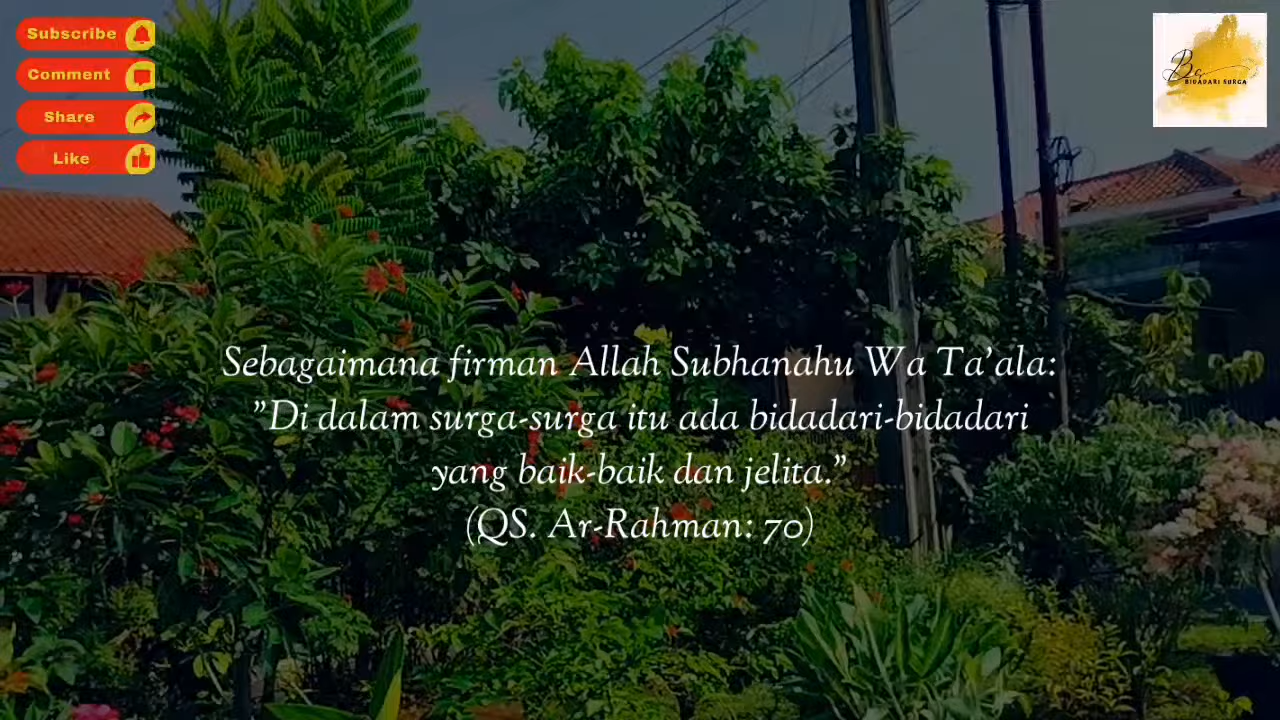 Subscribe
Comment
Share
Like
BIDADARI SURGA
Sebagaimana firman Allah Subhanahu Wa Ta’ala:
”Di dalam surga-surga itu ada bidadari-bidadari
yang baik-baik dan jelita.”
(QS. Ar-Rahman: 70)